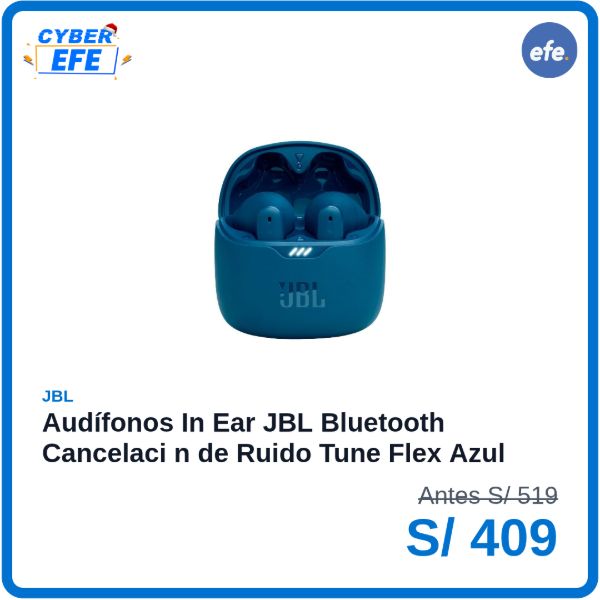 CYBER
EFE
efe.
JBL
JBL
Audífonos In Ear JBL Bluetooth
Cancelaci n de Ruido Tune Flex Azul
Antes S/ 519
S/ 409